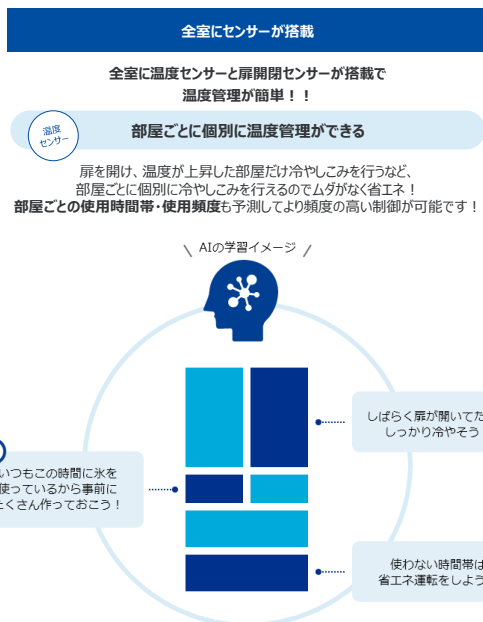 全室にセンサーが搭載
全室に温度センサーと扉開閉センサーが搭載で
温度管理が簡単！！
温度
センサー
部屋ごとに個別に温度管理ができる
扉を開け、温度が上昇した部屋だけ冷やしこみを行うなど、
部屋ごとに個別に冷やしこみを行えるのでムダがなく省エネ！
部屋ごとの使用時間帯・使用頻度も予測してより頻度の高い制御が可能です！
AIの学習イメージ
しばらく扉が開いてた
しっかり冷やそう
いつもこの時間に氷を
使っているから事前に
たくさん作っておこう！
使わない時間帯は
省エネ運転をしよう